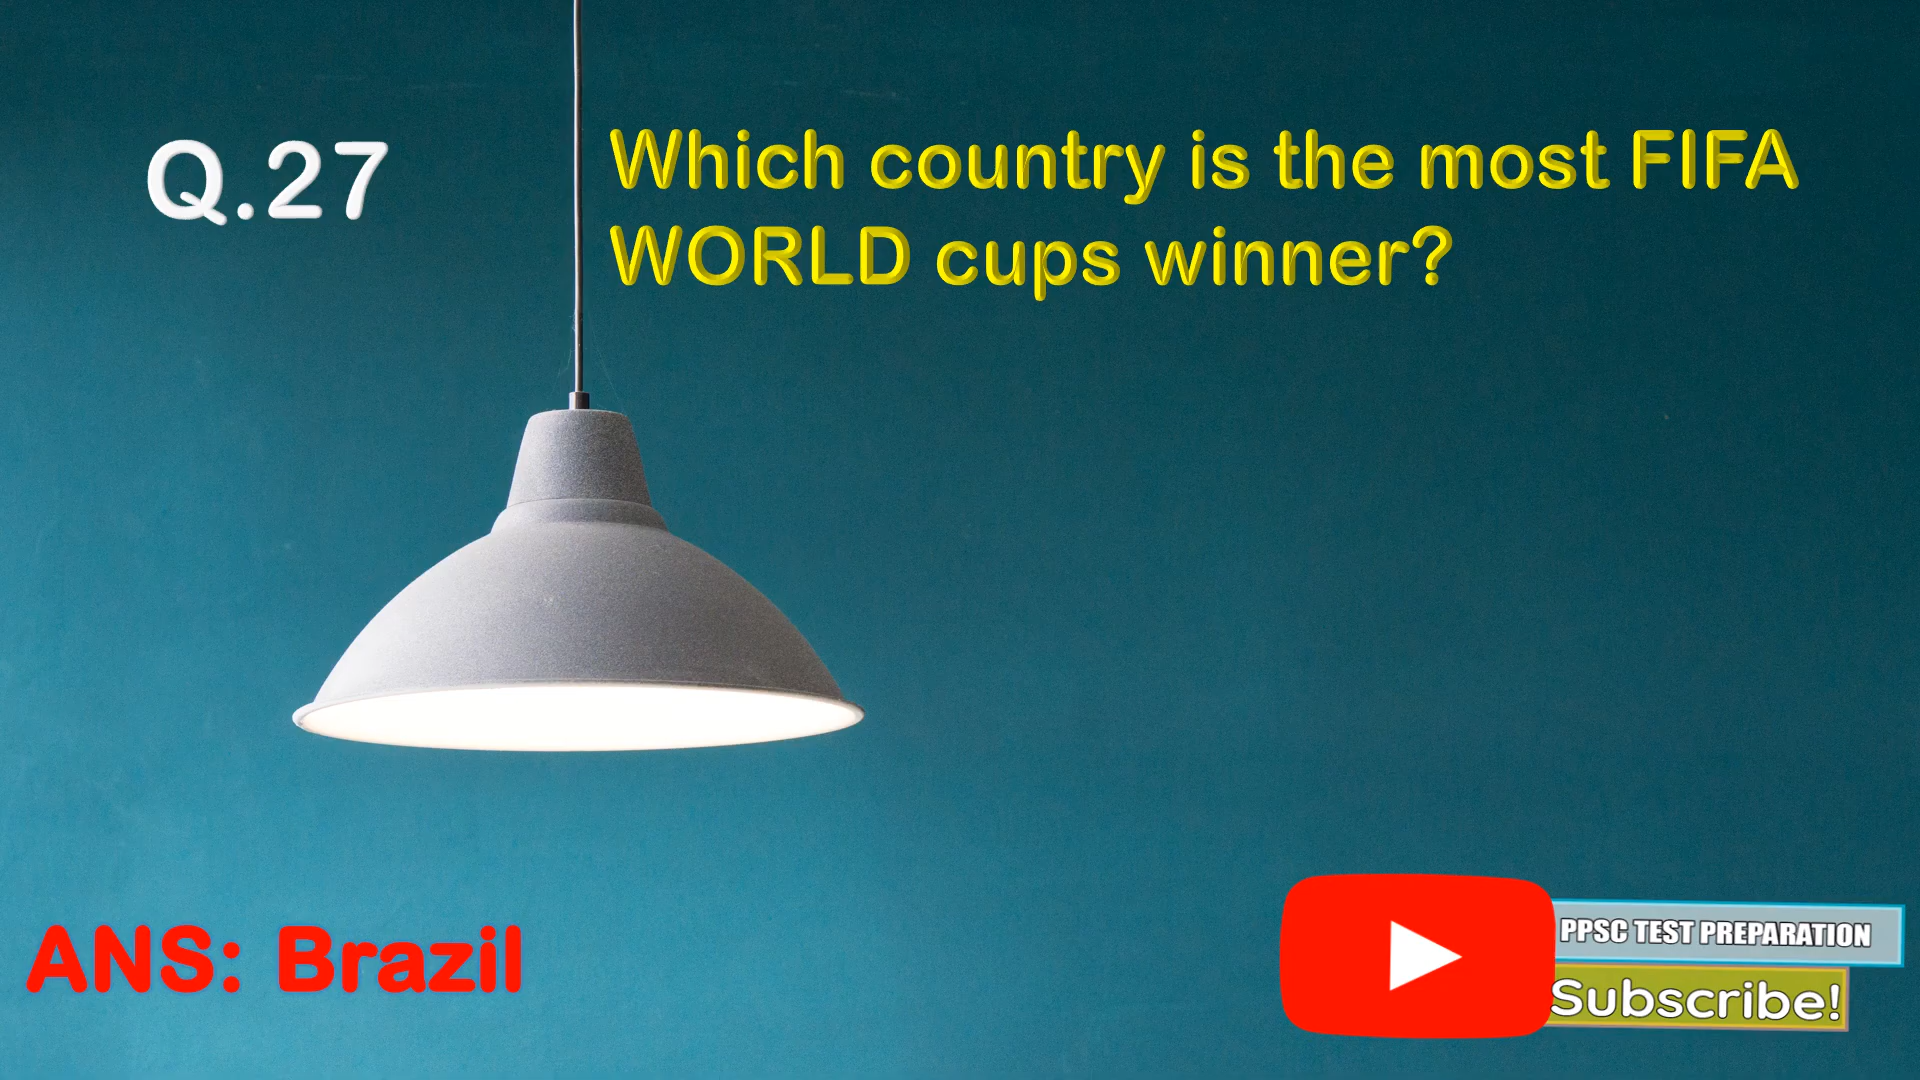 Q.27
Which country is the most FIFA
WORLD cups winner?
ANS: Brazil
PPSC TEST PREPARATION
Subscribe!